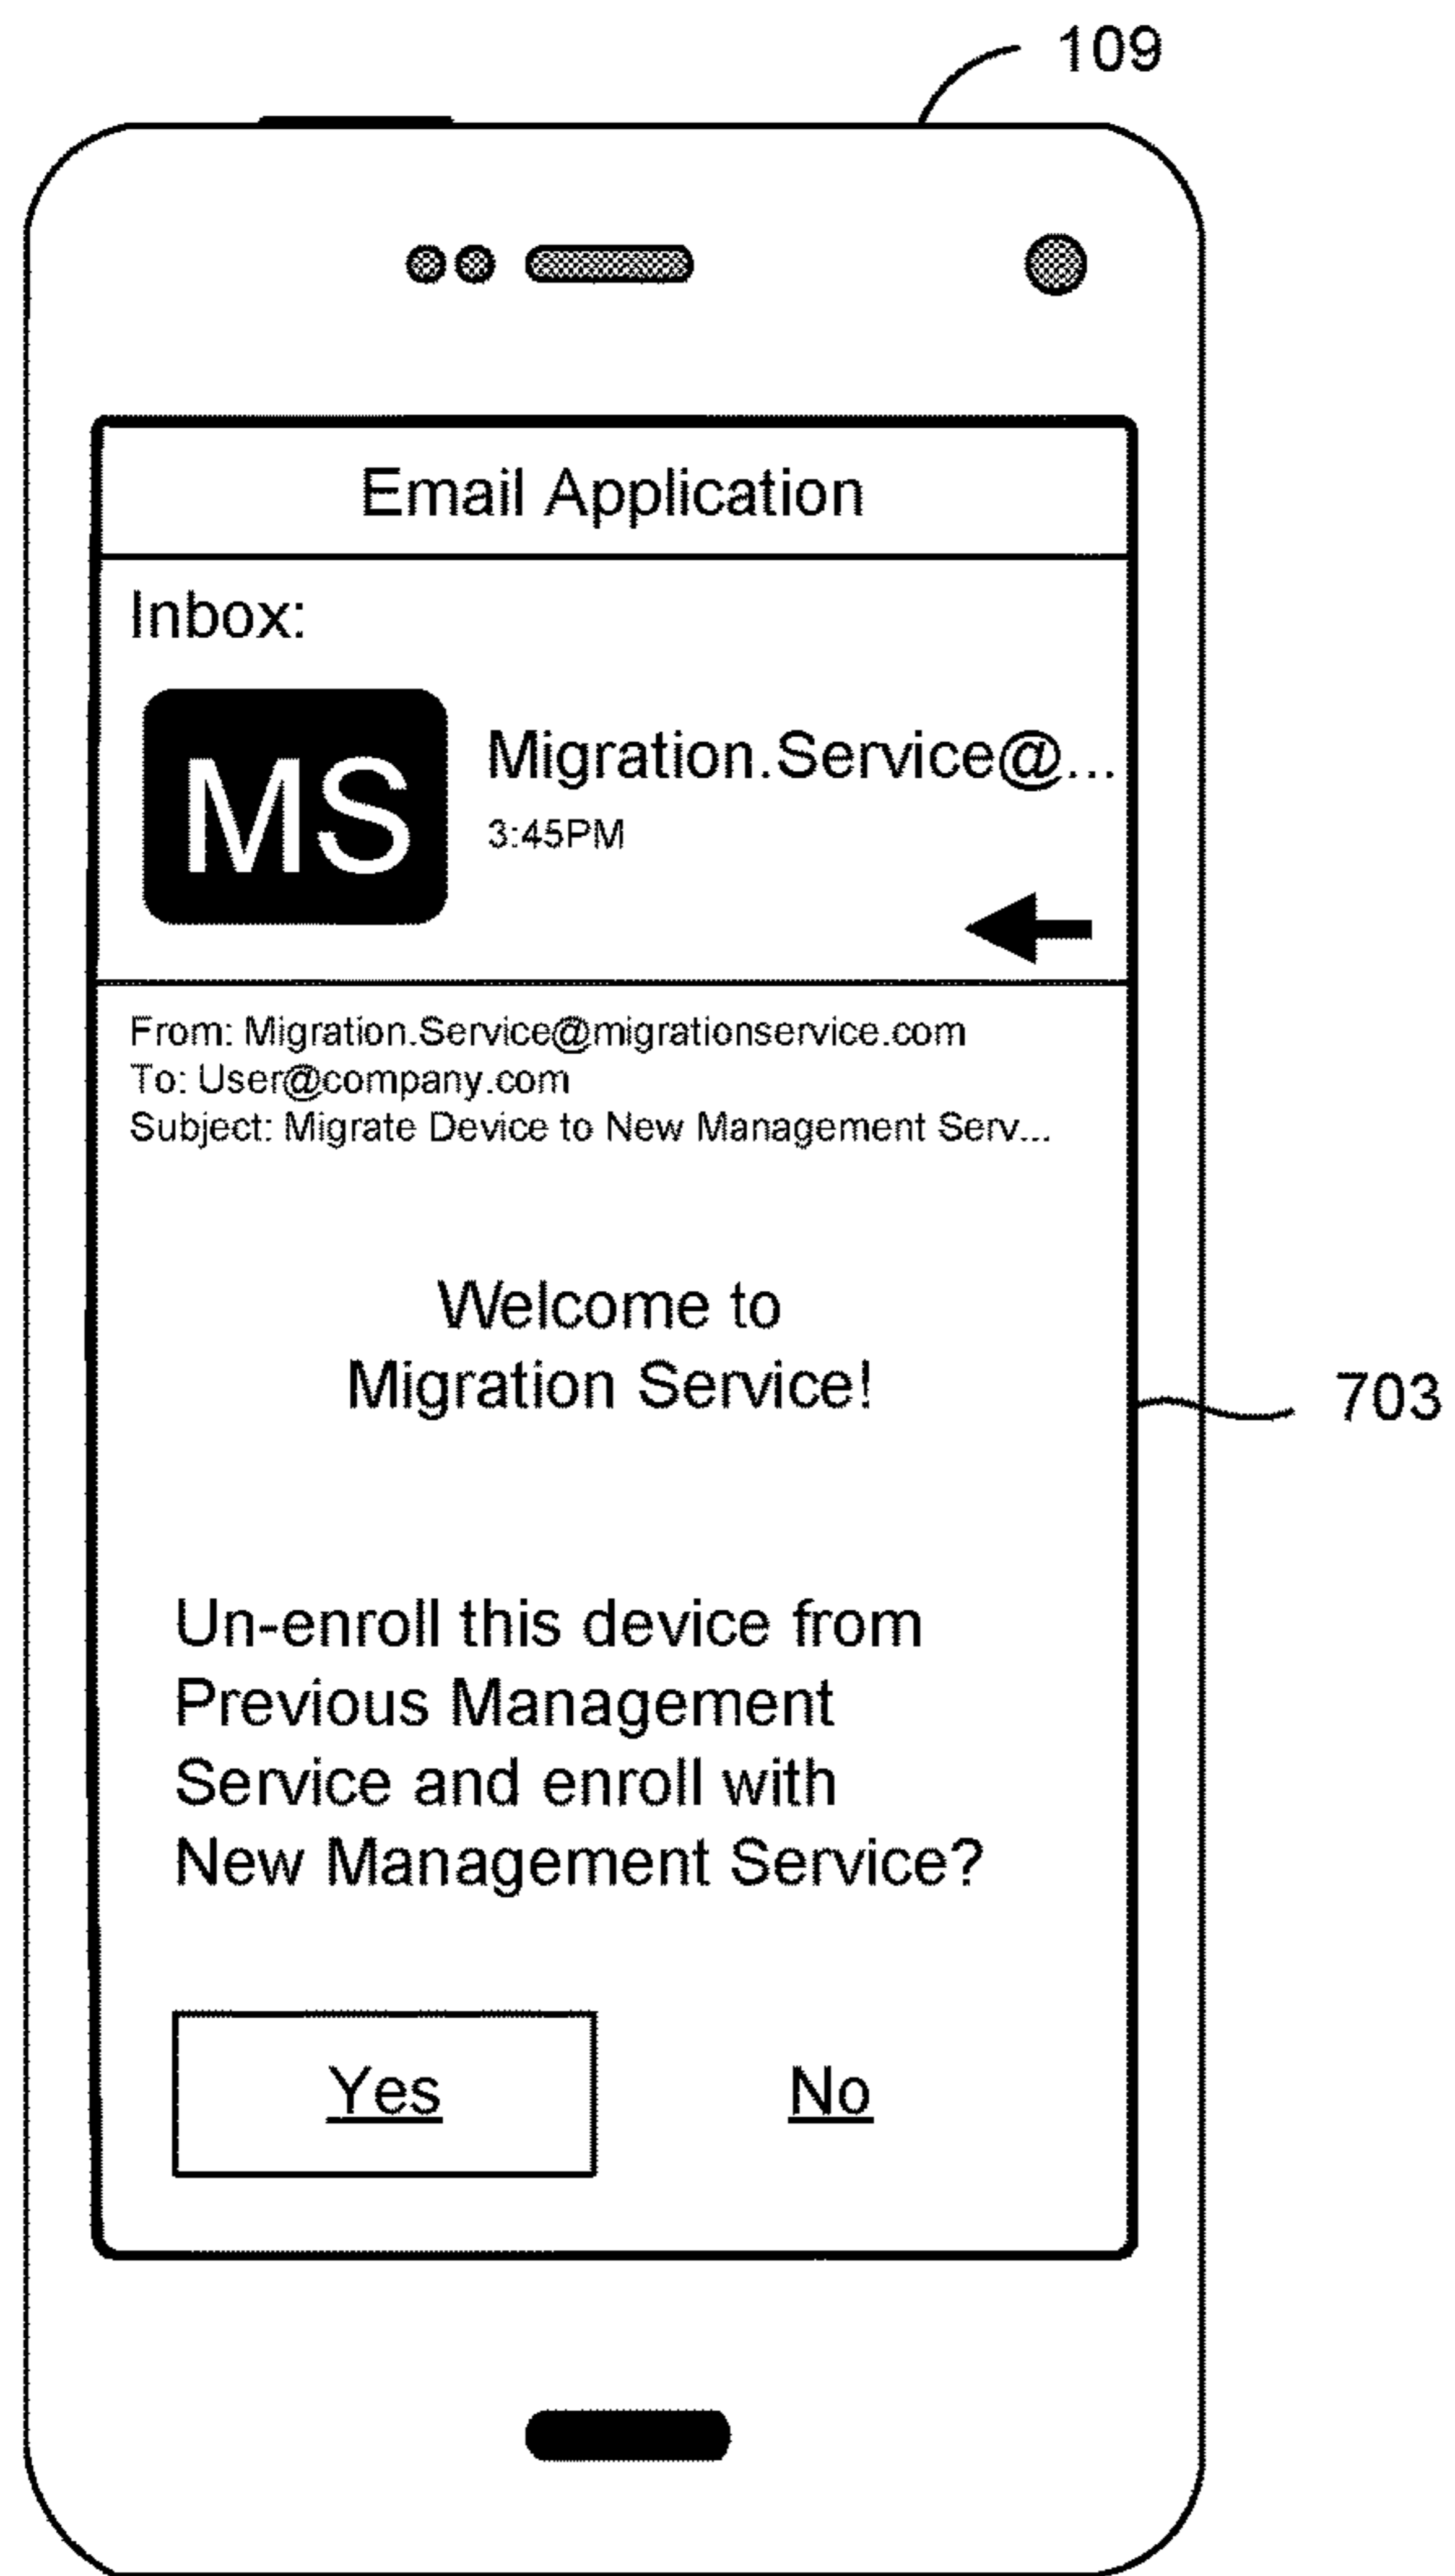 109
Email Application
Inbox:
MS
Migration.Service@...
3:45PM
From: Migration.Service@migrationservice.com
To: User@company.com
Subject: Migrate Device to New Management Serv...
Welcome to
Migration Service!
703
Un-enroll this device from
Previous Management
Service and enroll with
New Management Service?
Yes No